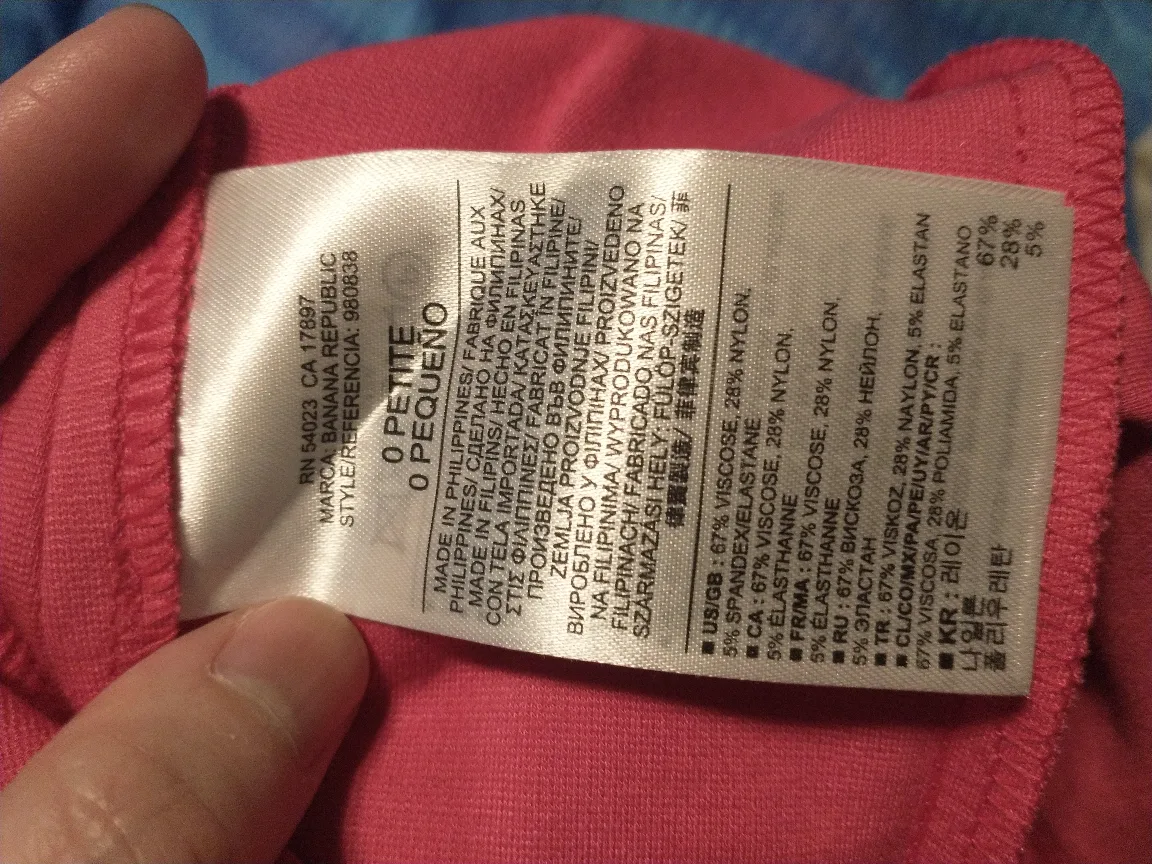 RN 54023 CA 17897
MARCA: BANANA REPUBLIC
STYLE/REFERENCIA: 980838
0 PETITE
0 PEQUEÑO
MADE IN PHILIPPINES/ FABRIQUE AUX
PHILIPPINES/ СДЕЛАНО НА ФИЛИПИНАХ/
MADE IN FILIPINS/ HECHO EN FILIPINAS
CON TELA IMPORTADA/ ΚΑΤΑΣΚΕΥΑΣΤΗΚΕ
ΣΤΙΣ ΦΙΛΙΠΠΙΝΕΣ/ FABRICAT ÎN FILIPINE/
ПРОИЗВЕДЕНО ВЪВ ФИЛИПИНИТЕ/
ZEMLJA PROIZVODNJE FILIPINI/
ВИРОБЛЕНО У ФІЛІПІНАХ/ PROIZVEDENO
NA FILIPINIMA/ WYPRODUKOWANO NA
FILIPINACH/ FABRICADO NAS FILIPINAS/
SZÁRMAZÁSI HELY: FÜLÖP-SZIGETEK/ 菲
律賓製造/ 菲律宾制造
■ US/GB : 67% VISCOSE, 28% NYLON,
5% SPANDEX/ELASTANE
■ CA : 67% VISCOSE, 28% NYLON,
5% ÉLASTHANNE
■ FR/MA : 67% VISCOSE, 28% NYLON,
5% ÉLASTHANNE
■ RU : 67% ВИСКОЗА, 28% НЕЙЛОН,
5% ЭЛАСТАН
■ TR : 67% VİSKOZ, 28% NAYLON, 5% ELASTAN
■ CL/CO/MX/PA/PE/UY/AR/PY/CR :
67% VISCOSA, 28% POLIAMIDA, 5% ELASTANO
■ KR : 레이온 67%
나일론 28%
폴리우레탄 5%